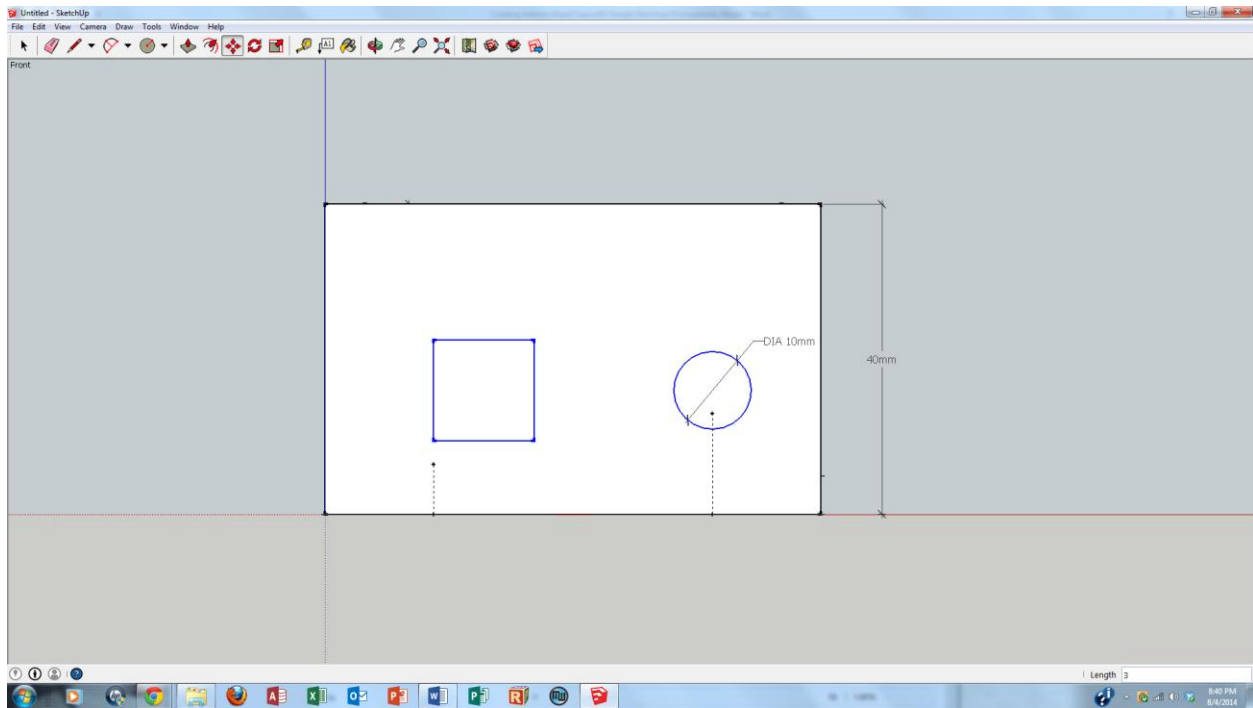 Untitled - SketchUp
File Edit View Camera Draw Tools Window Help
A1
Front
DIA 10mm
40mm
Length 3
8:40 PM
8/4/2014